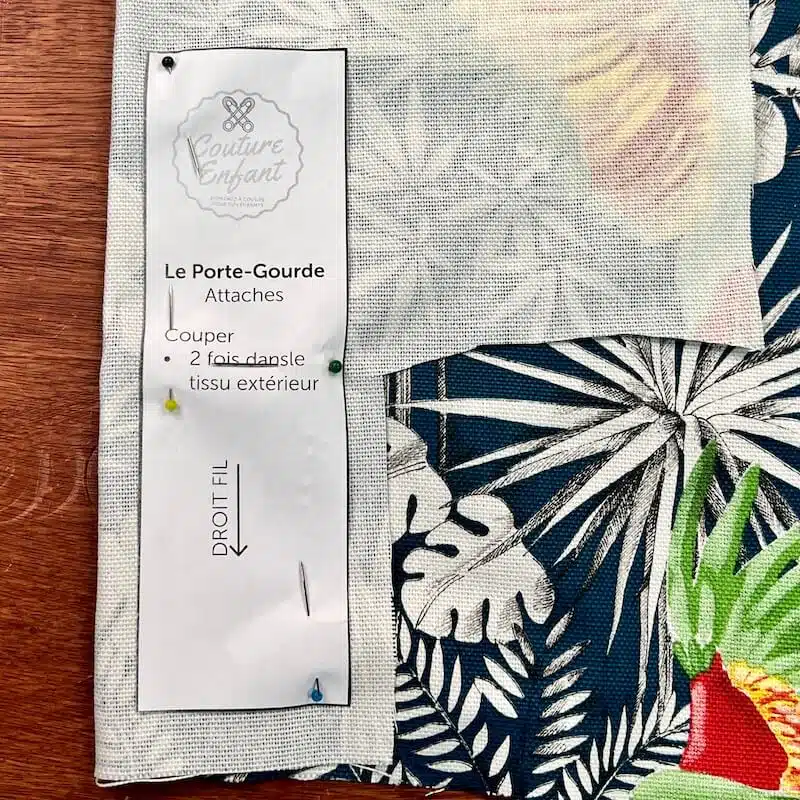 Couture
Enfant
Le Porte-Gourde
Attaches
Couper
• 2 fois dansle
tissu extérieur
DROIT FIL